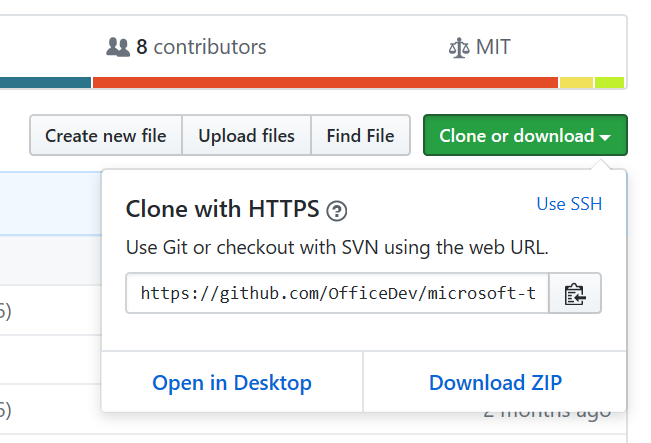 8 contributors
MIT
Create new file
Upload files
Find File
Clone or download
Clone with HTTPS
Use SSH
Use Git or checkout with SVN using the web URL.
https://github.com/OfficeDev/microsoft-t
Open in Desktop
Download ZIP
2 months ago